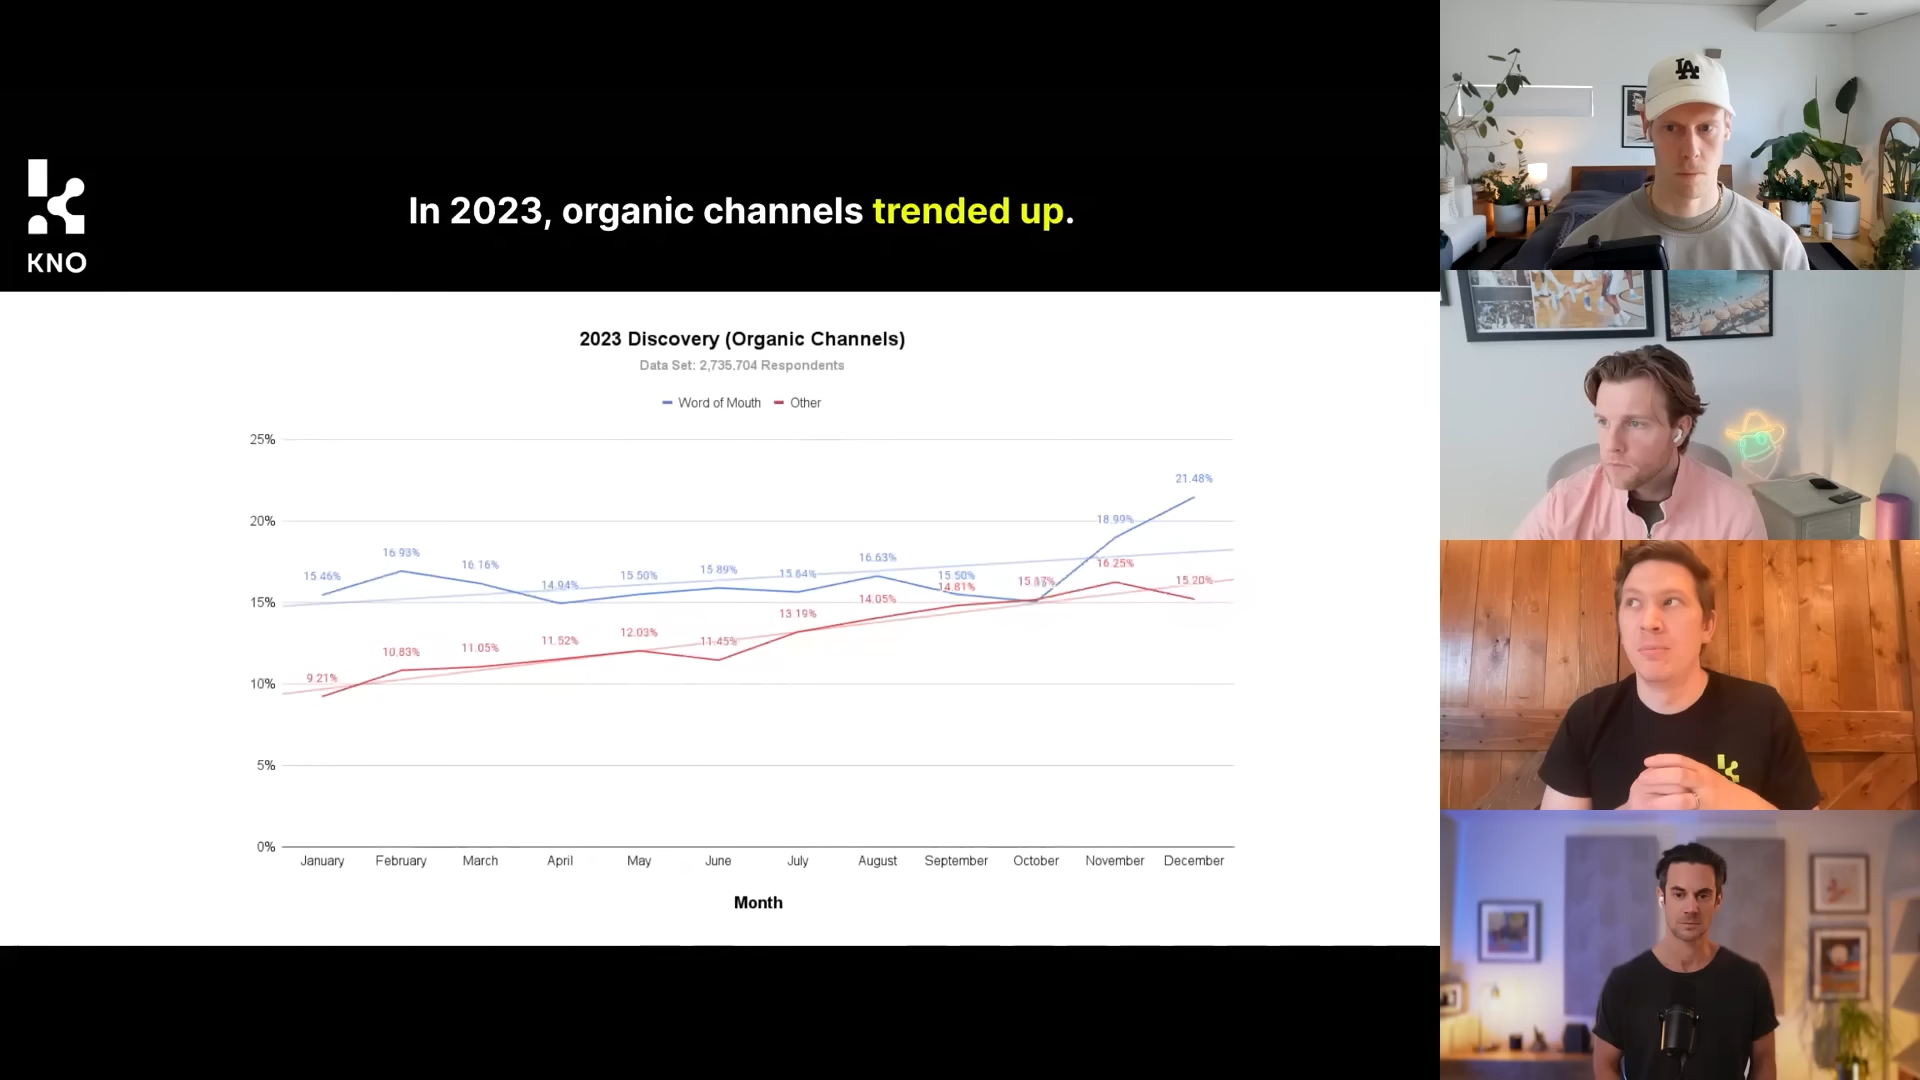 KNO
In 2023, organic channels trended up.
2023 Discovery (Organic Channels)
Data Set: 2,735,704 Respondents
Word of Mouth Other
25%
20%
15%
10%
5%
0%
15.46% 16.93% 16.16% 14.94% 15.50% 15.89% 15.64% 16.63% 15.50% 18.99% 21.48%
9.21% 10.83% 11.05% 11.52% 12.03% 11.45% 13.19% 14.05% 14.81% 15.17% 16.25% 15.20%
January February March April May June July August September October November December
Month
LA